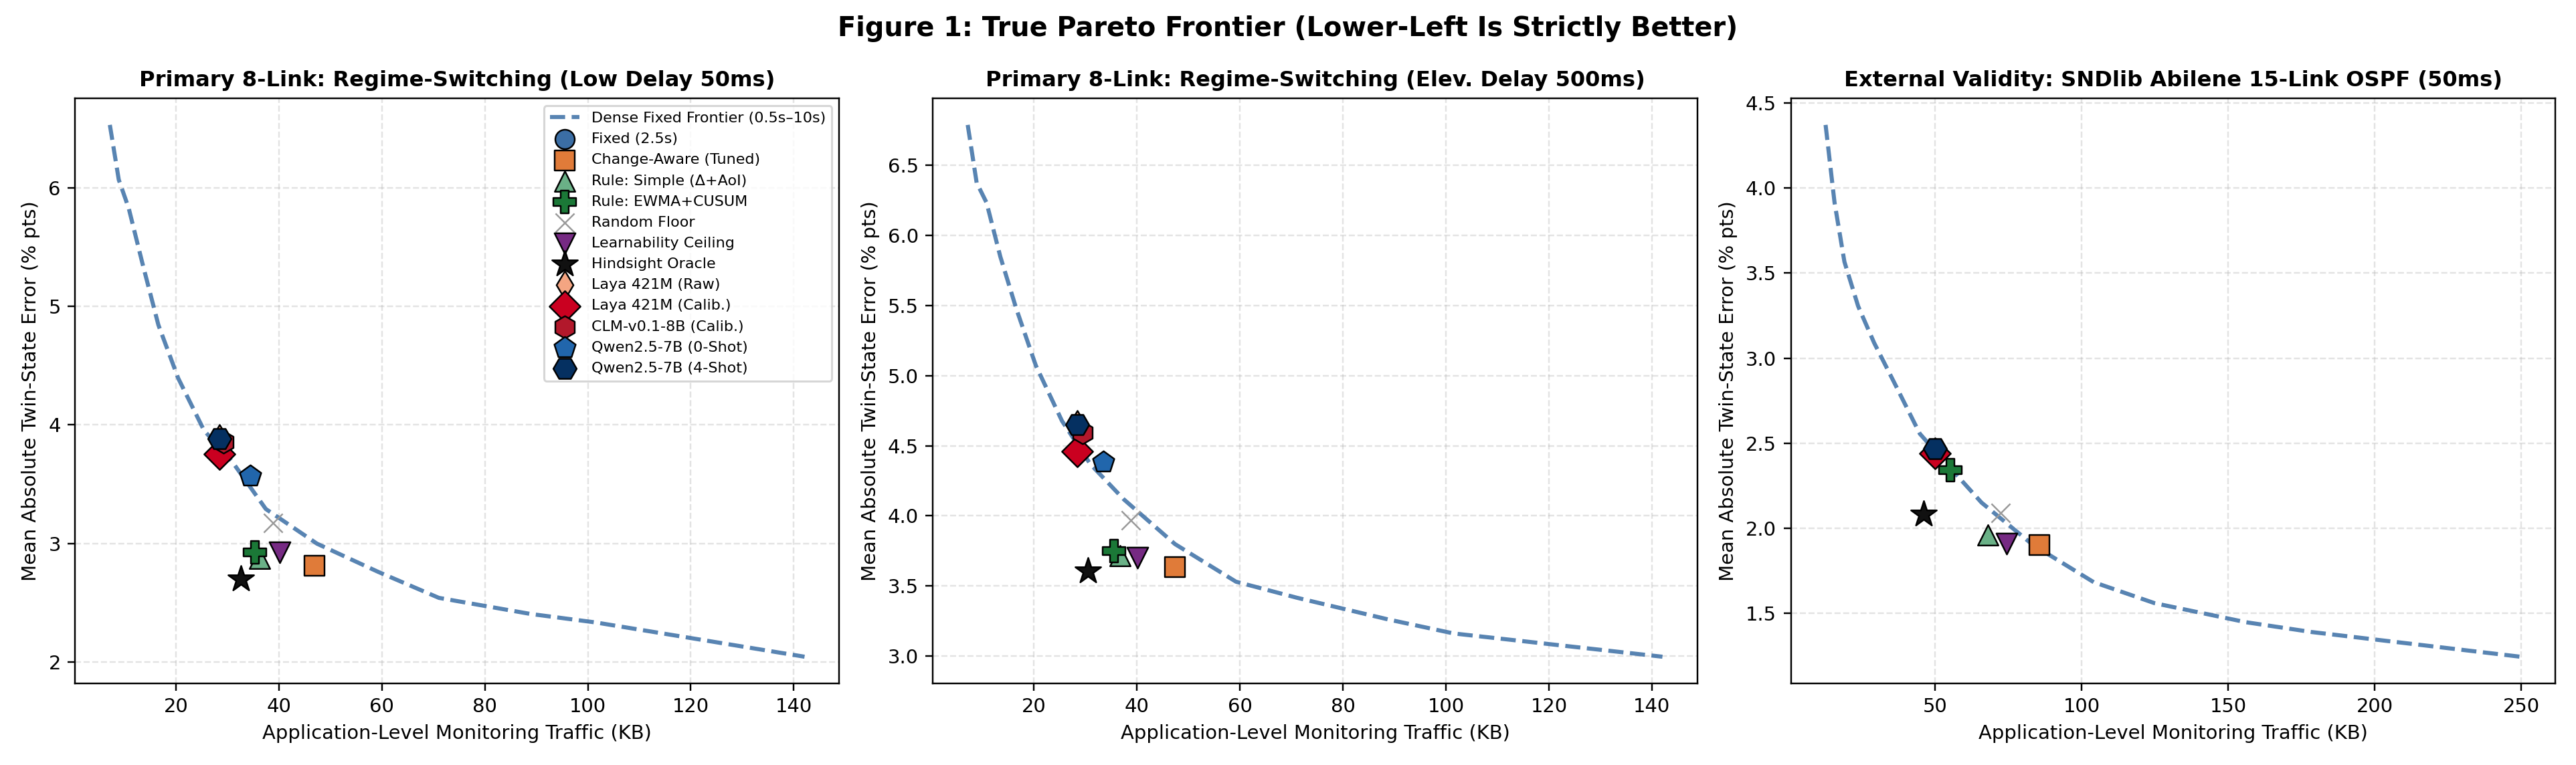 Figure 1: True Pareto Frontier (Lower-Left Is Strictly Better)
Primary 8-Link: Regime-Switching (Low Delay 50ms)
Mean Absolute Twin-State Error (% pts)
6
5
4
3
2
20
40
60
80
100
120
140
Application-Level Monitoring Traffic (KB)
Dense Fixed Frontier (0.5s–10s)
Fixed (2.5s)
Change-Aware (Tuned)
Rule: Simple (Δ+AoI)
Rule: EWMA+CUSUM
Random Floor
Learnability Ceiling
Hindsight Oracle
Laya 421M (Raw)
Laya 421M (Calib.)
CLM-v0.1-8B (Calib.)
Qwen2.5-7B (0-Shot)
Qwen2.5-7B (4-Shot)
Primary 8-Link: Regime-Switching (Elev. Delay 500ms)
Mean Absolute Twin-State Error (% pts)
6.5
6.0
5.5
5.0
4.5
4.0
3.5
3.0
20
40
60
80
100
120
140
Application-Level Monitoring Traffic (KB)
External Validity: SNDlib Abilene 15-Link OSPF (50ms)
Mean Absolute Twin-State Error (% pts)
4.5
4.0
3.5
3.0
2.5
2.0
1.5
50
100
150
200
250
Application-Level Monitoring Traffic (KB)